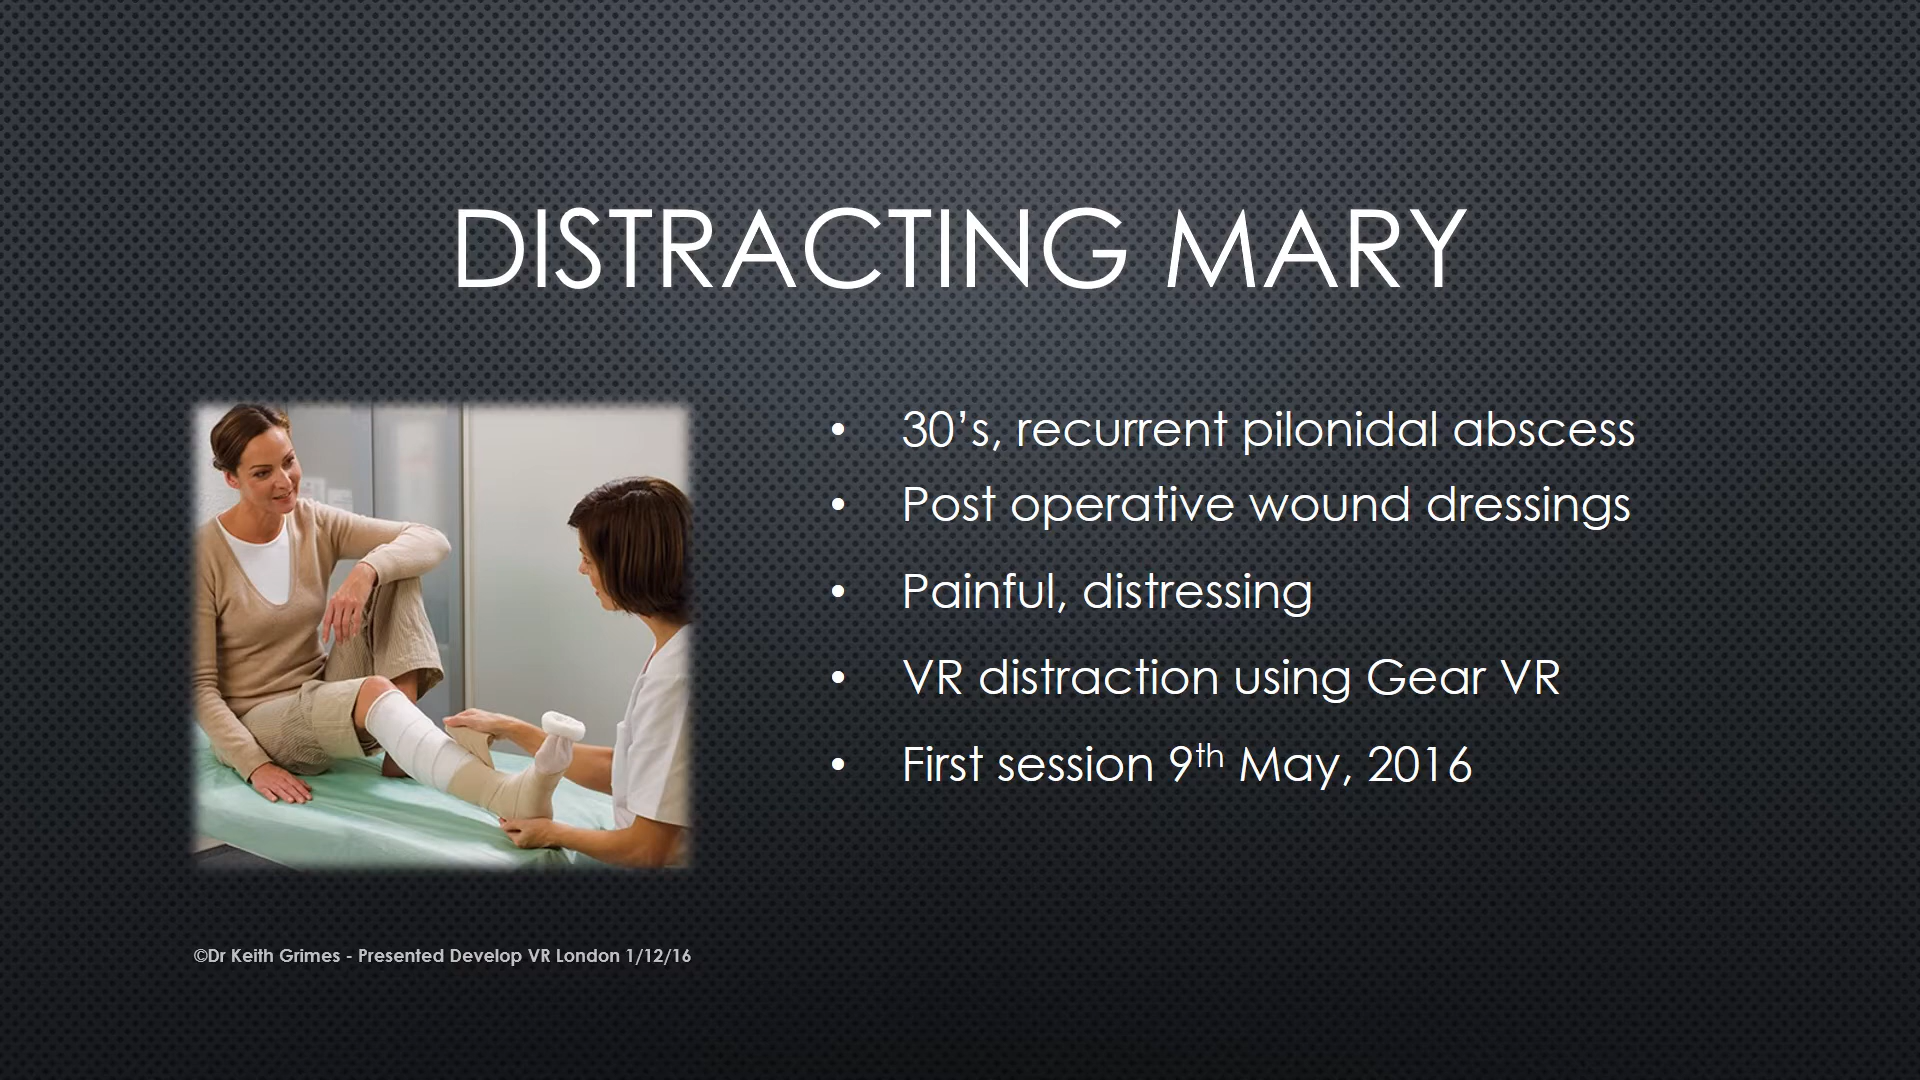 DISTRACTING MARY
• 30’s, recurrent pilonidal abscess
• Post operative wound dressings
• Painful, distressing
• VR distraction using Gear VR
• First session 9th May, 2016
©Dr Keith Grimes - Presented Develop VR London 1/12/16